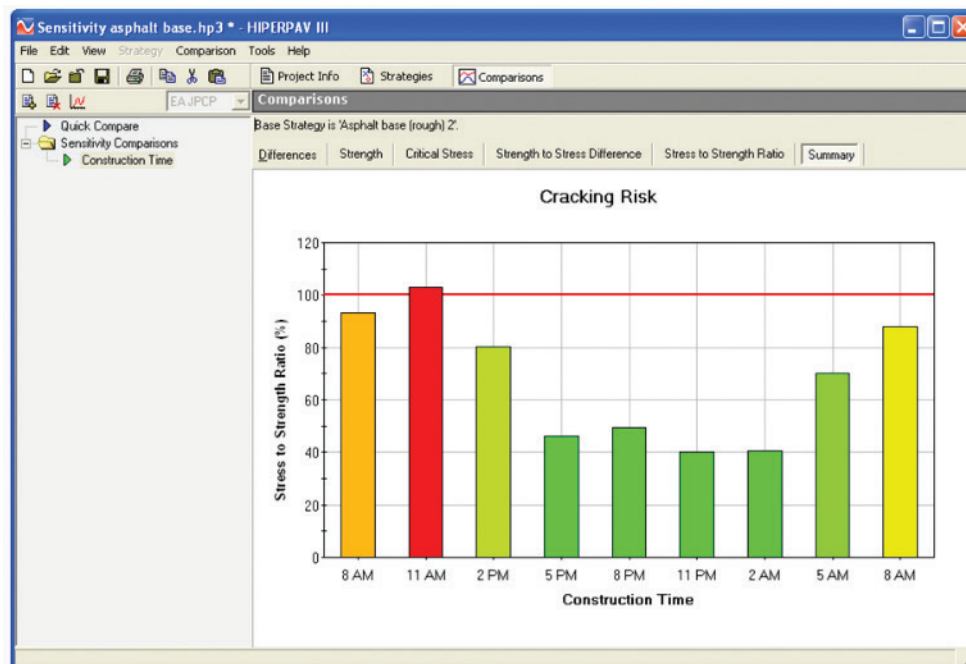 Sensitivity asphalt base.hp3 * - HIPERPAV III
File Edit View Strategy Comparison Tools Help
Project Info Strategies Comparisons
EA JPCP
Comparisons
Quick Compare
Sensitivity Comparisons
Construction Time
Base Strategy is 'Asphalt base (rough) 2'.
Differences Strength Critical Stress Strength to Stress Difference Stress to Strength Ratio Summary
Cracking Risk
Stress to Strength Ratio (%)
120
100
80
60
40
20
0
8 AM 11 AM 2 PM 5 PM 8 PM 11 PM 2 AM 5 AM 8 AM
Construction Time